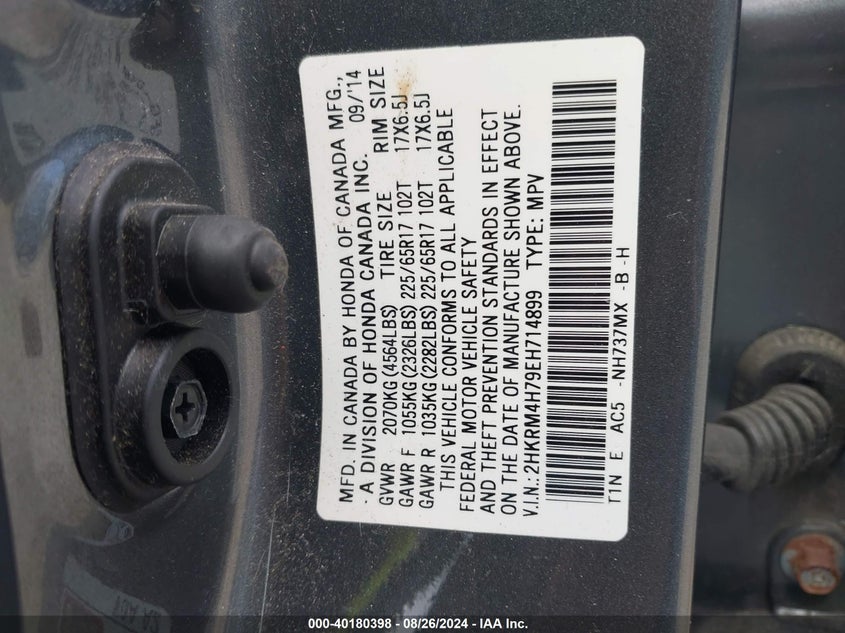 MFD. IN CANADA BY HONDA OF CANADA MFG.,
A DIVISION OF HONDA CANADA INC. 09/'14
GVWR 2070KG(4564LBS) TIRE SIZE RIM SIZE
GAWR F 1055KG(2326LBS) 225/65R17 102T 17X6.5J
GAWR R 1035KG(2282LBS) 225/65R17 102T 17X6.5J
THIS VEHICLE CONFORMS TO ALL APPLICABLE
FEDERAL MOTOR VEHICLE SAFETY
AND THEFT PREVENTION STANDARDS IN EFFECT
ON THE DATE OF MANUFACTURE SHOWN ABOVE.
V.I.N.: 2HKRM4H79EH714899 TYPE: MPV
T1N E AC5 -NH737MX -B -H
000-40180398 - 08/26/2024 - IAA Inc.